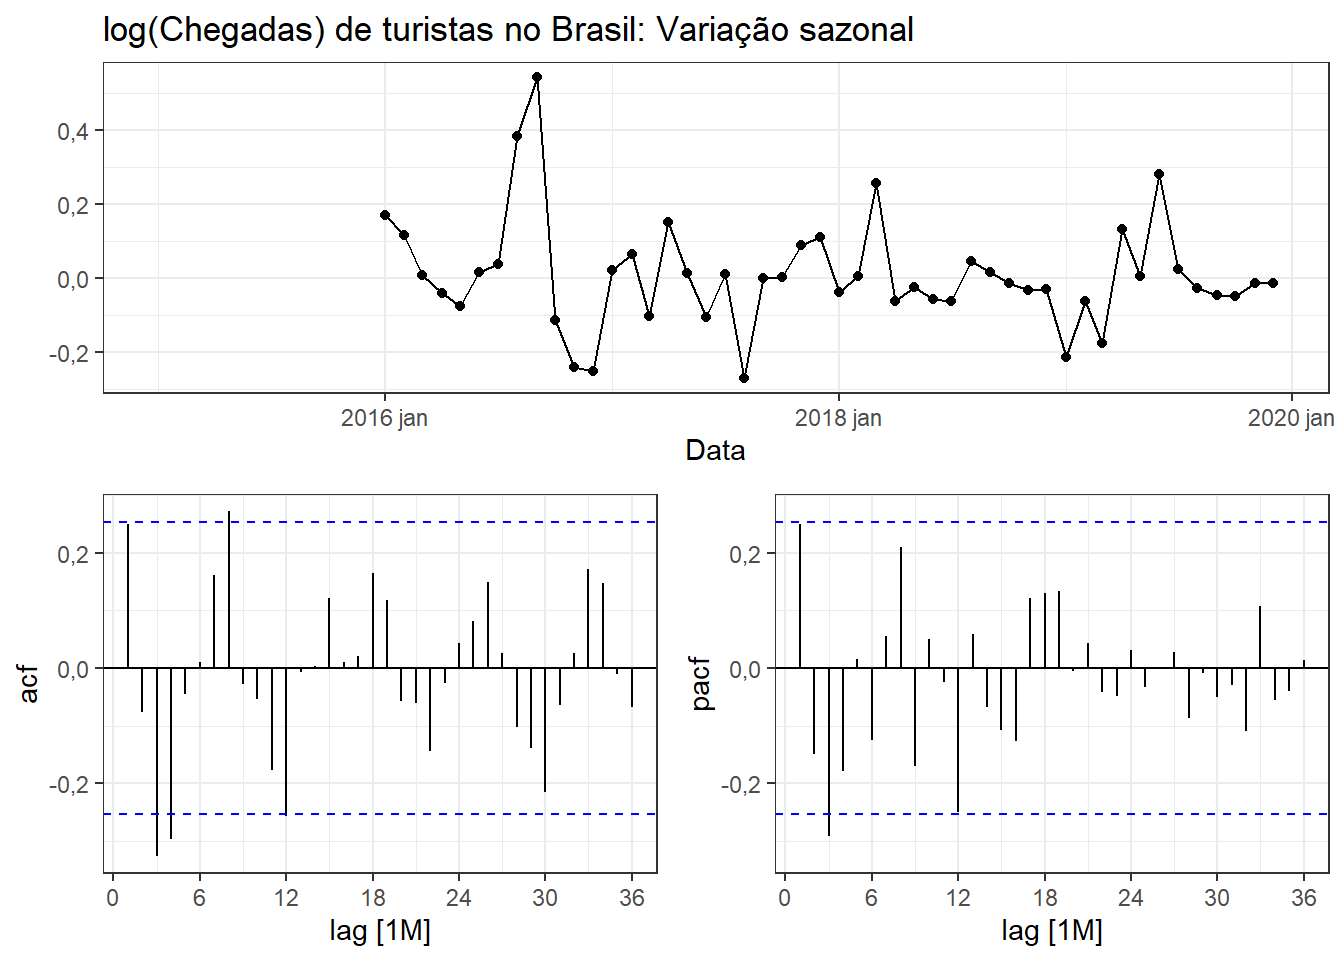 log(Chegadas) de turistas no Brasil: Variação sazonal
0,4
0,2
0,0
-0,2
2016 jan 2018 jan 2020 jan
Data
acf
0,2
0,0
-0,2
0 6 12 18 24 30 36
lag [1M]
pacf
0,2
0,0
-0,2
0 6 12 18 24 30 36
lag [1M]